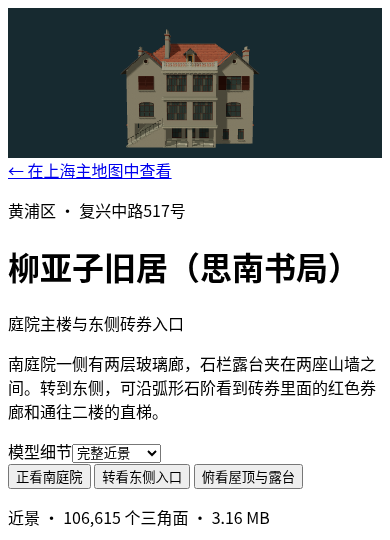 ← 在上海主地图中查看
黄浦区 · 复兴中路517号
柳亚子旧居（思南书局）
庭院主楼与东侧砖券入口
南庭院一侧有两层玻璃廊，石栏露台夹在两座山墙之
间。转到东侧，可沿弧形石阶看到砖券里面的红色券
廊和通往二楼的直梯。
模型细节 完整近景
正看南庭院 转看东侧入口 俯看屋顶与露台
近景 · 106,615 个三角面 · 3.16 MB